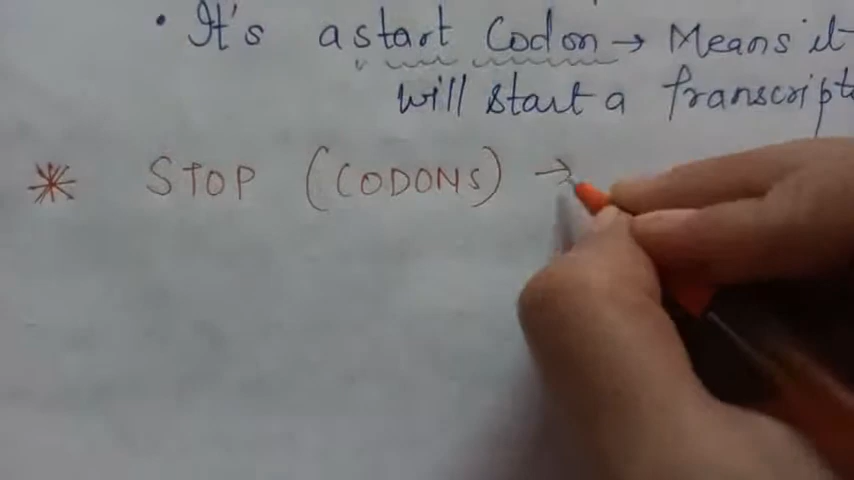 • It's a start Codon → Means it
will start a Transcript
* STOP (CODONS) →